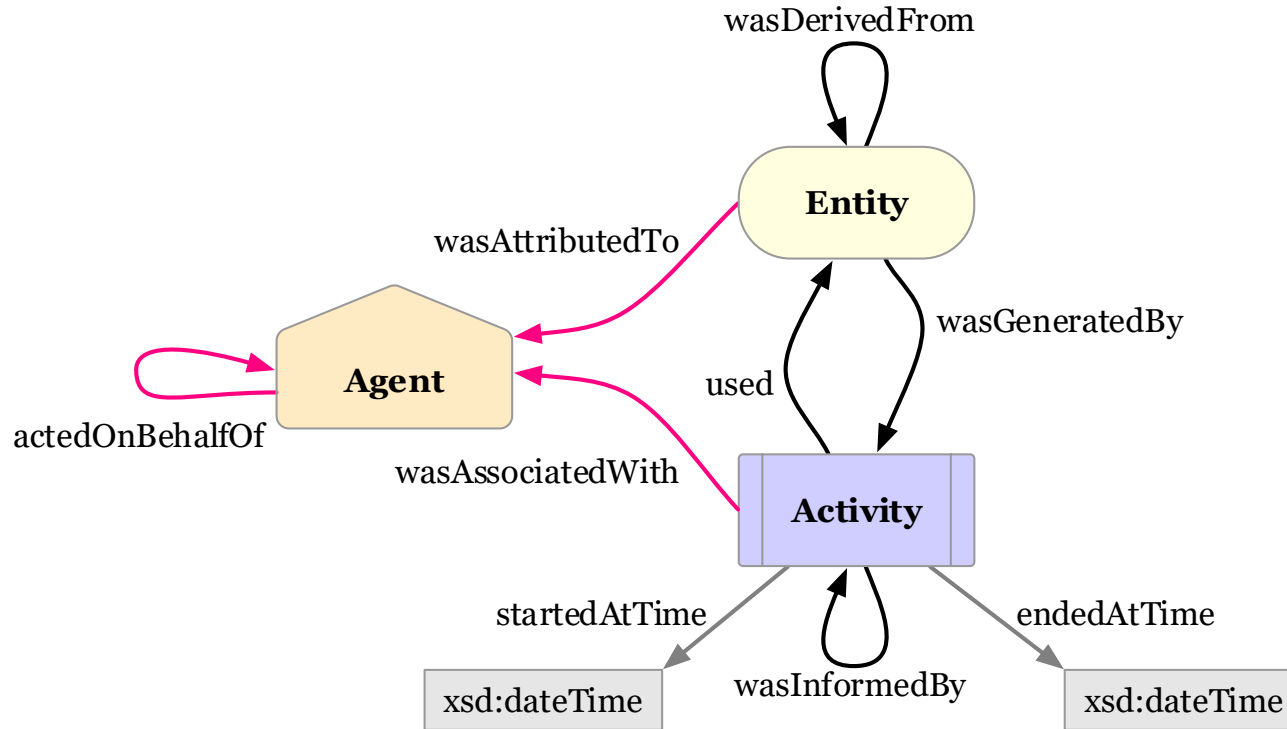 wasDerivedFrom
Entity
wasAttributedTo
wasGeneratedBy
used
Agent
actedOnBehalfOf
wasAssociatedWith
Activity
startedAtTime
endedAtTime
wasInformedBy
xsd:dateTime
xsd:dateTime